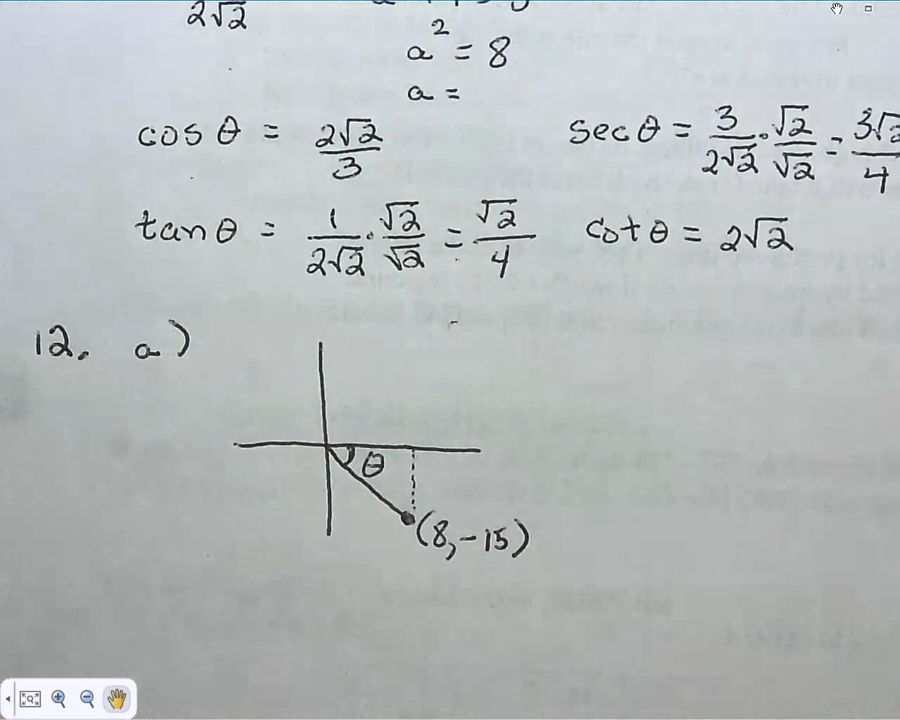 2√2
a² = 8
a =
cos θ = 2√2/3 sec θ = 3/2√2 · √2/√2 = 3√2/4
tan θ = 1/2√2 · √2/√2 = √2/4 cot θ = 2√2
12. a)
θ
(8, -15)